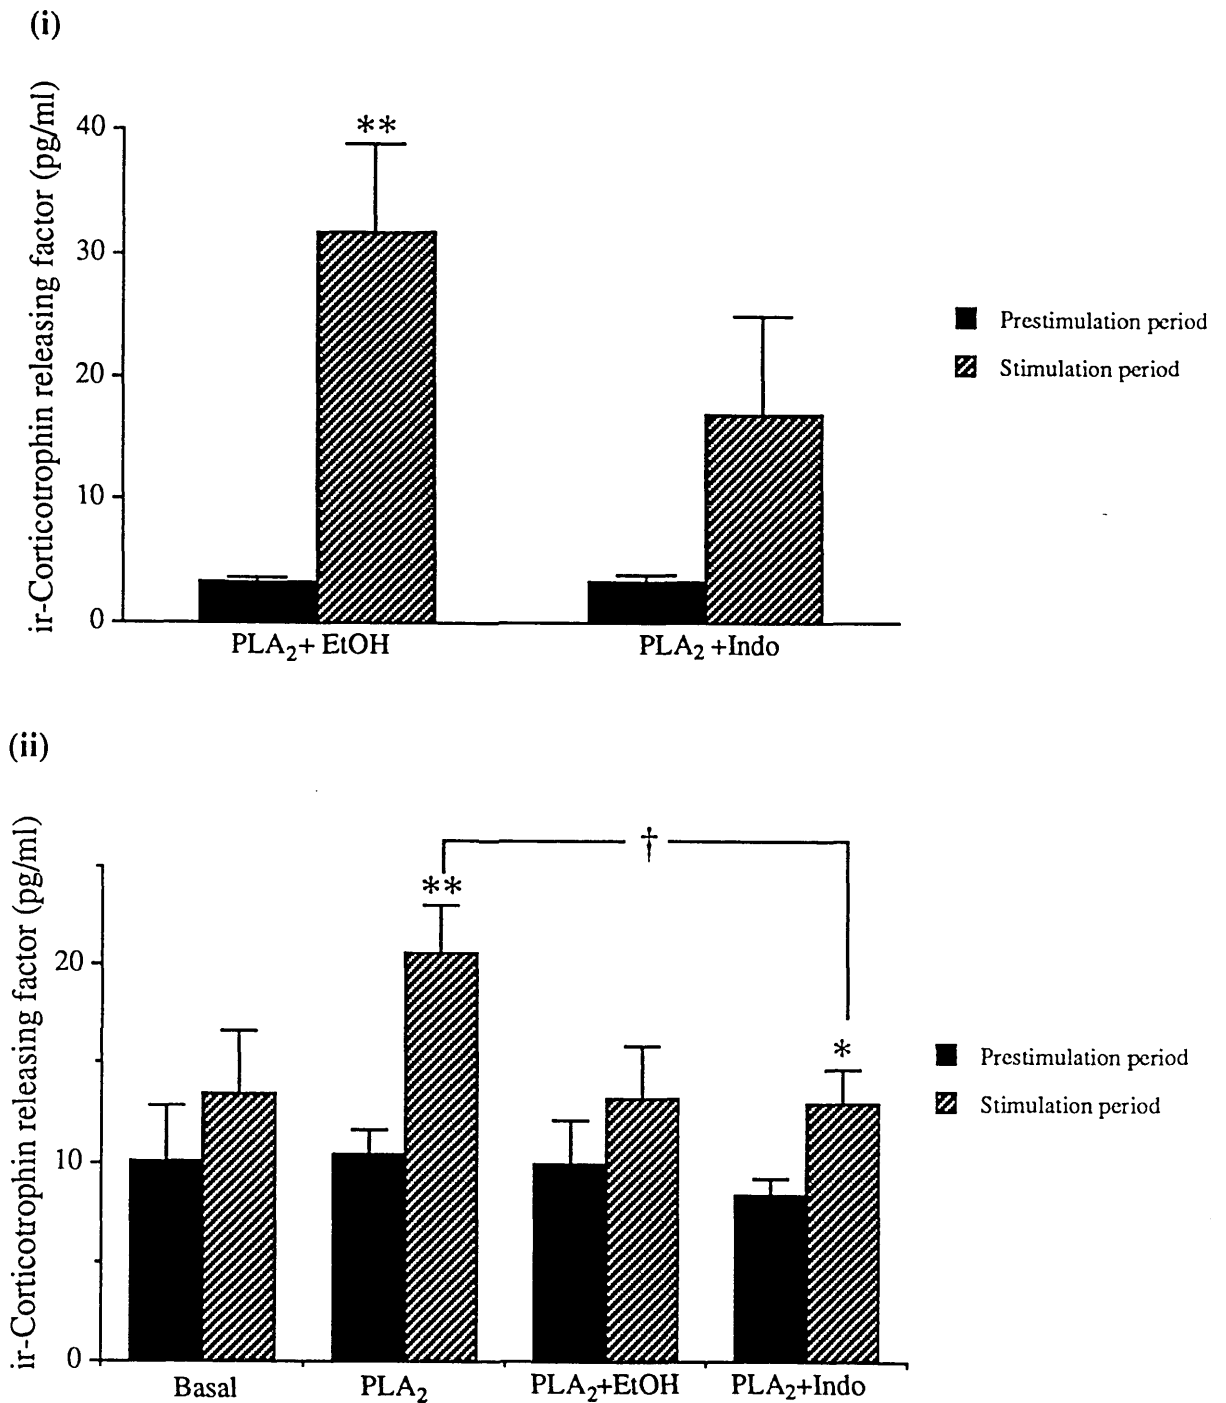 (i)
ir-Corticotrophin releasing factor (pg/ml)
40
30
20
10
0
**
PLA2+ EtOH
PLA2 +Indo
Prestimulation period
Stimulation period
(ii)
ir-Corticotrophin releasing factor (pg/ml)
20
10
0
†
**
*
Basal
PLA2
PLA2+EtOH
PLA2+Indo
Prestimulation period
Stimulation period